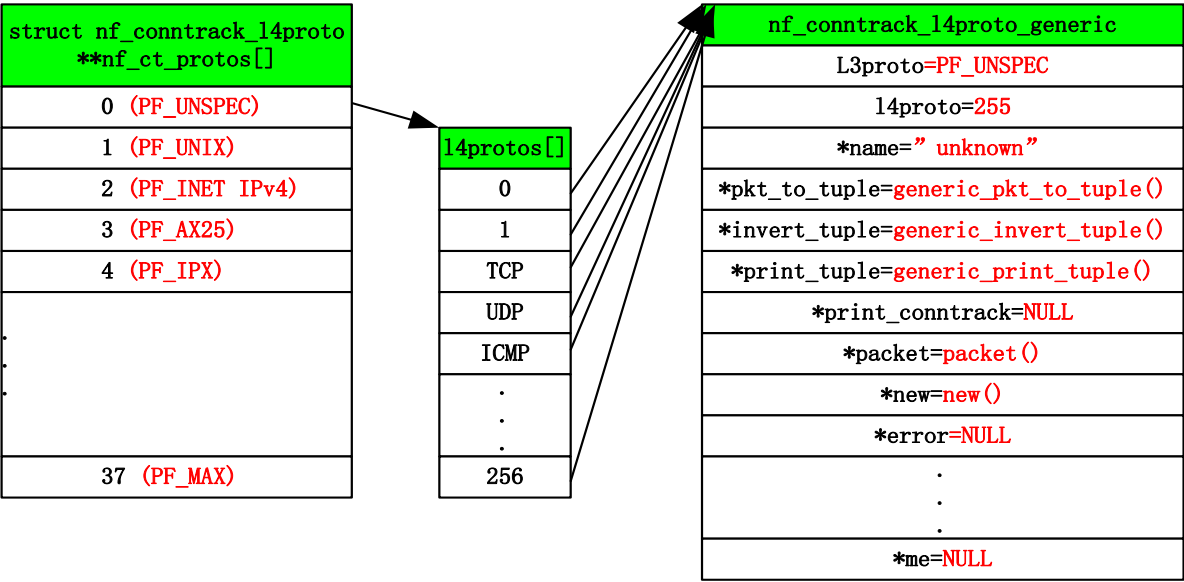 struct nf_conntrack_l4proto
**nf_ct_protos[]
0 (PF_UNSPEC)
1 (PF_UNIX)
2 (PF_INET IPv4)
3 (PF_AX25)
4 (PF_IPX)
.
.
.
37 (PF_MAX)
l4protos[]
0
1
TCP
UDP
ICMP
.
.
.
256
nf_conntrack_l4proto_generic
L3proto=PF_UNSPEC
l4proto=255
*name=”unknown”
*pkt_to_tuple=generic_pkt_to_tuple()
*invert_tuple=generic_invert_tuple()
*print_tuple=generic_print_tuple()
*print_conntrack=NULL
*packet=packet()
*new=new()
*error=NULL
.
.
.
*me=NULL